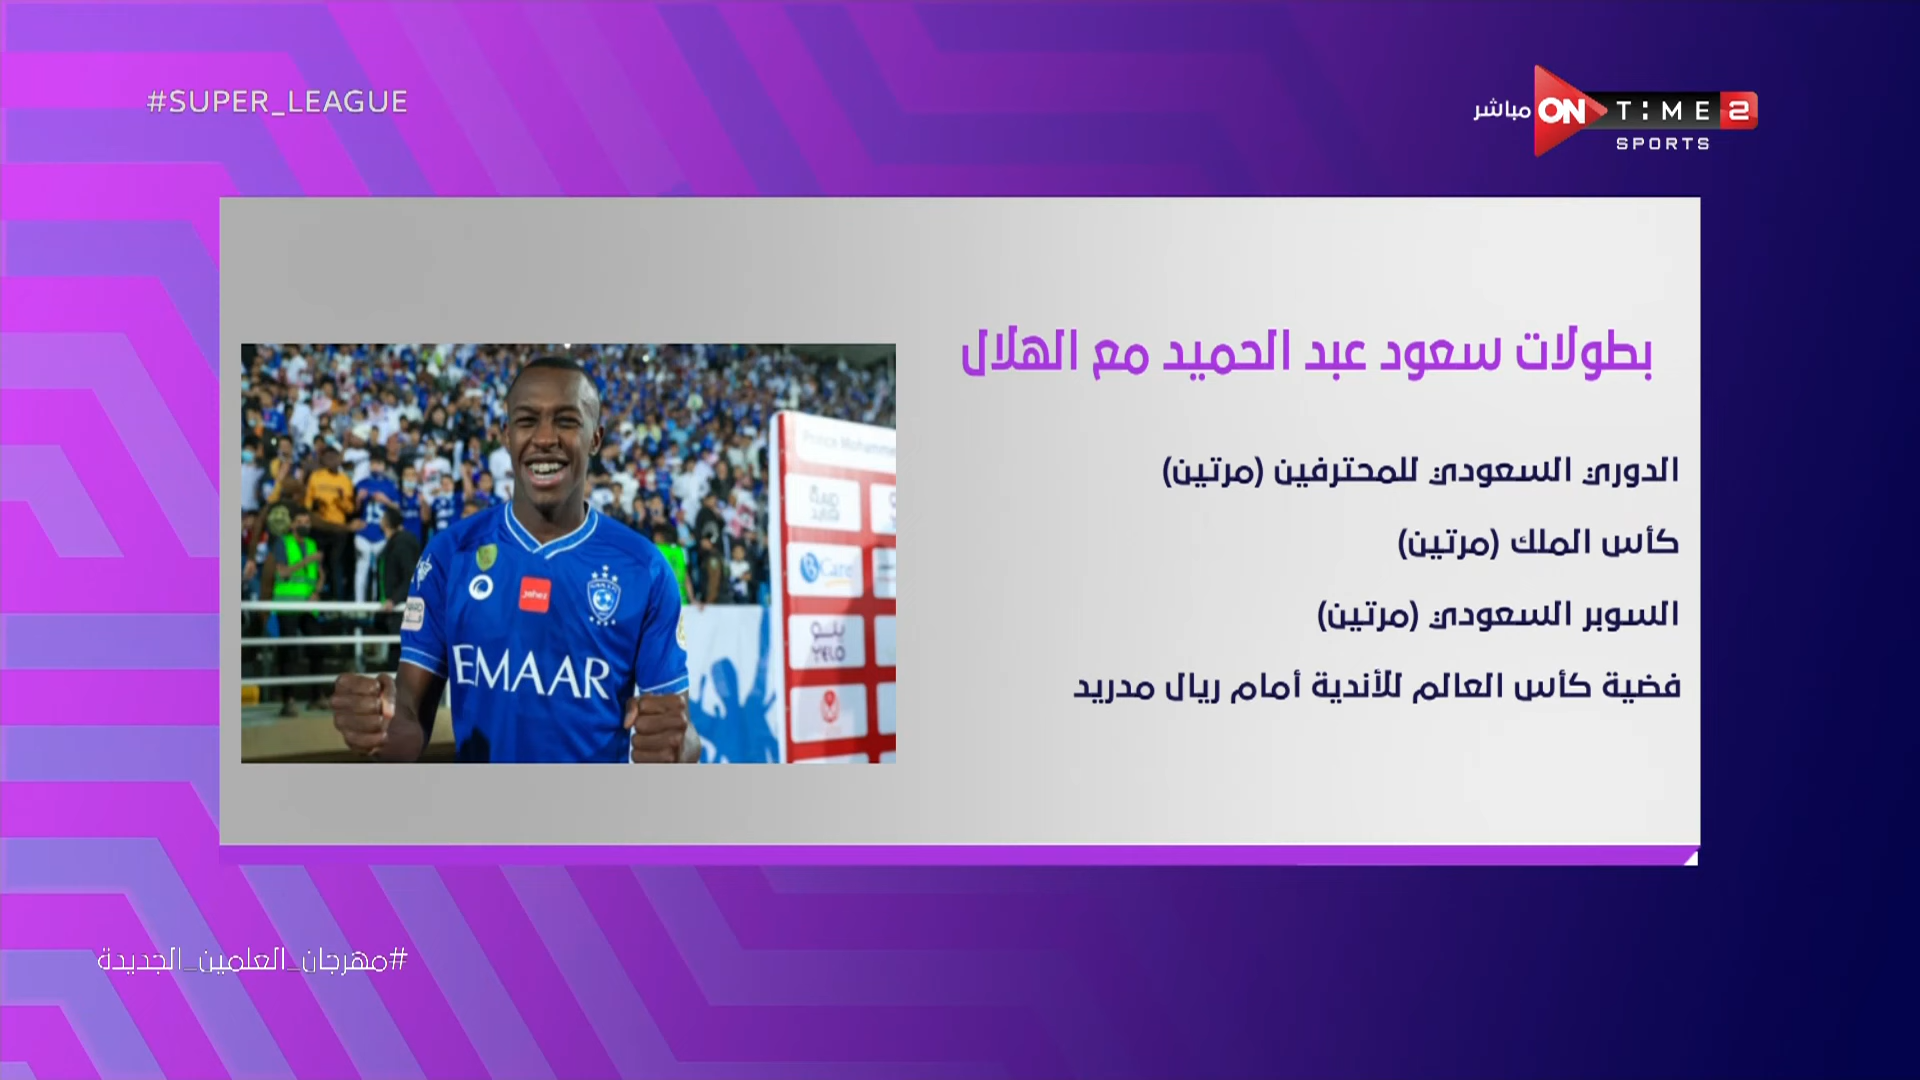 #SUPER_LEAGUE
مباشر ON TIME 2
SPORTS
بطولات سعود عبد الحميد مع الهلال
الدوري السعودي للمحترفين (مرتين)
كأس الملك (مرتين)
السوبر السعودي (مرتين)
فضية كأس العالم للأندية أمام ريال مدريد
EMAAR
YELO
#مهرجان_العلمين_الجديدة